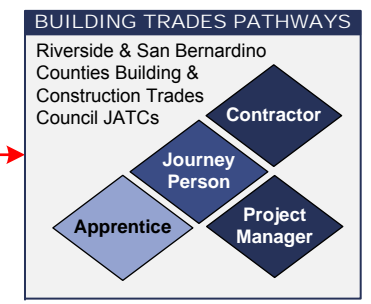 BUILDING TRADES PATHWAYS
Riverside & San Bernardino
Counties Building &
Construction Trades
Council JATCs
Contractor
Journey
Person
Apprentice
Project
Manager